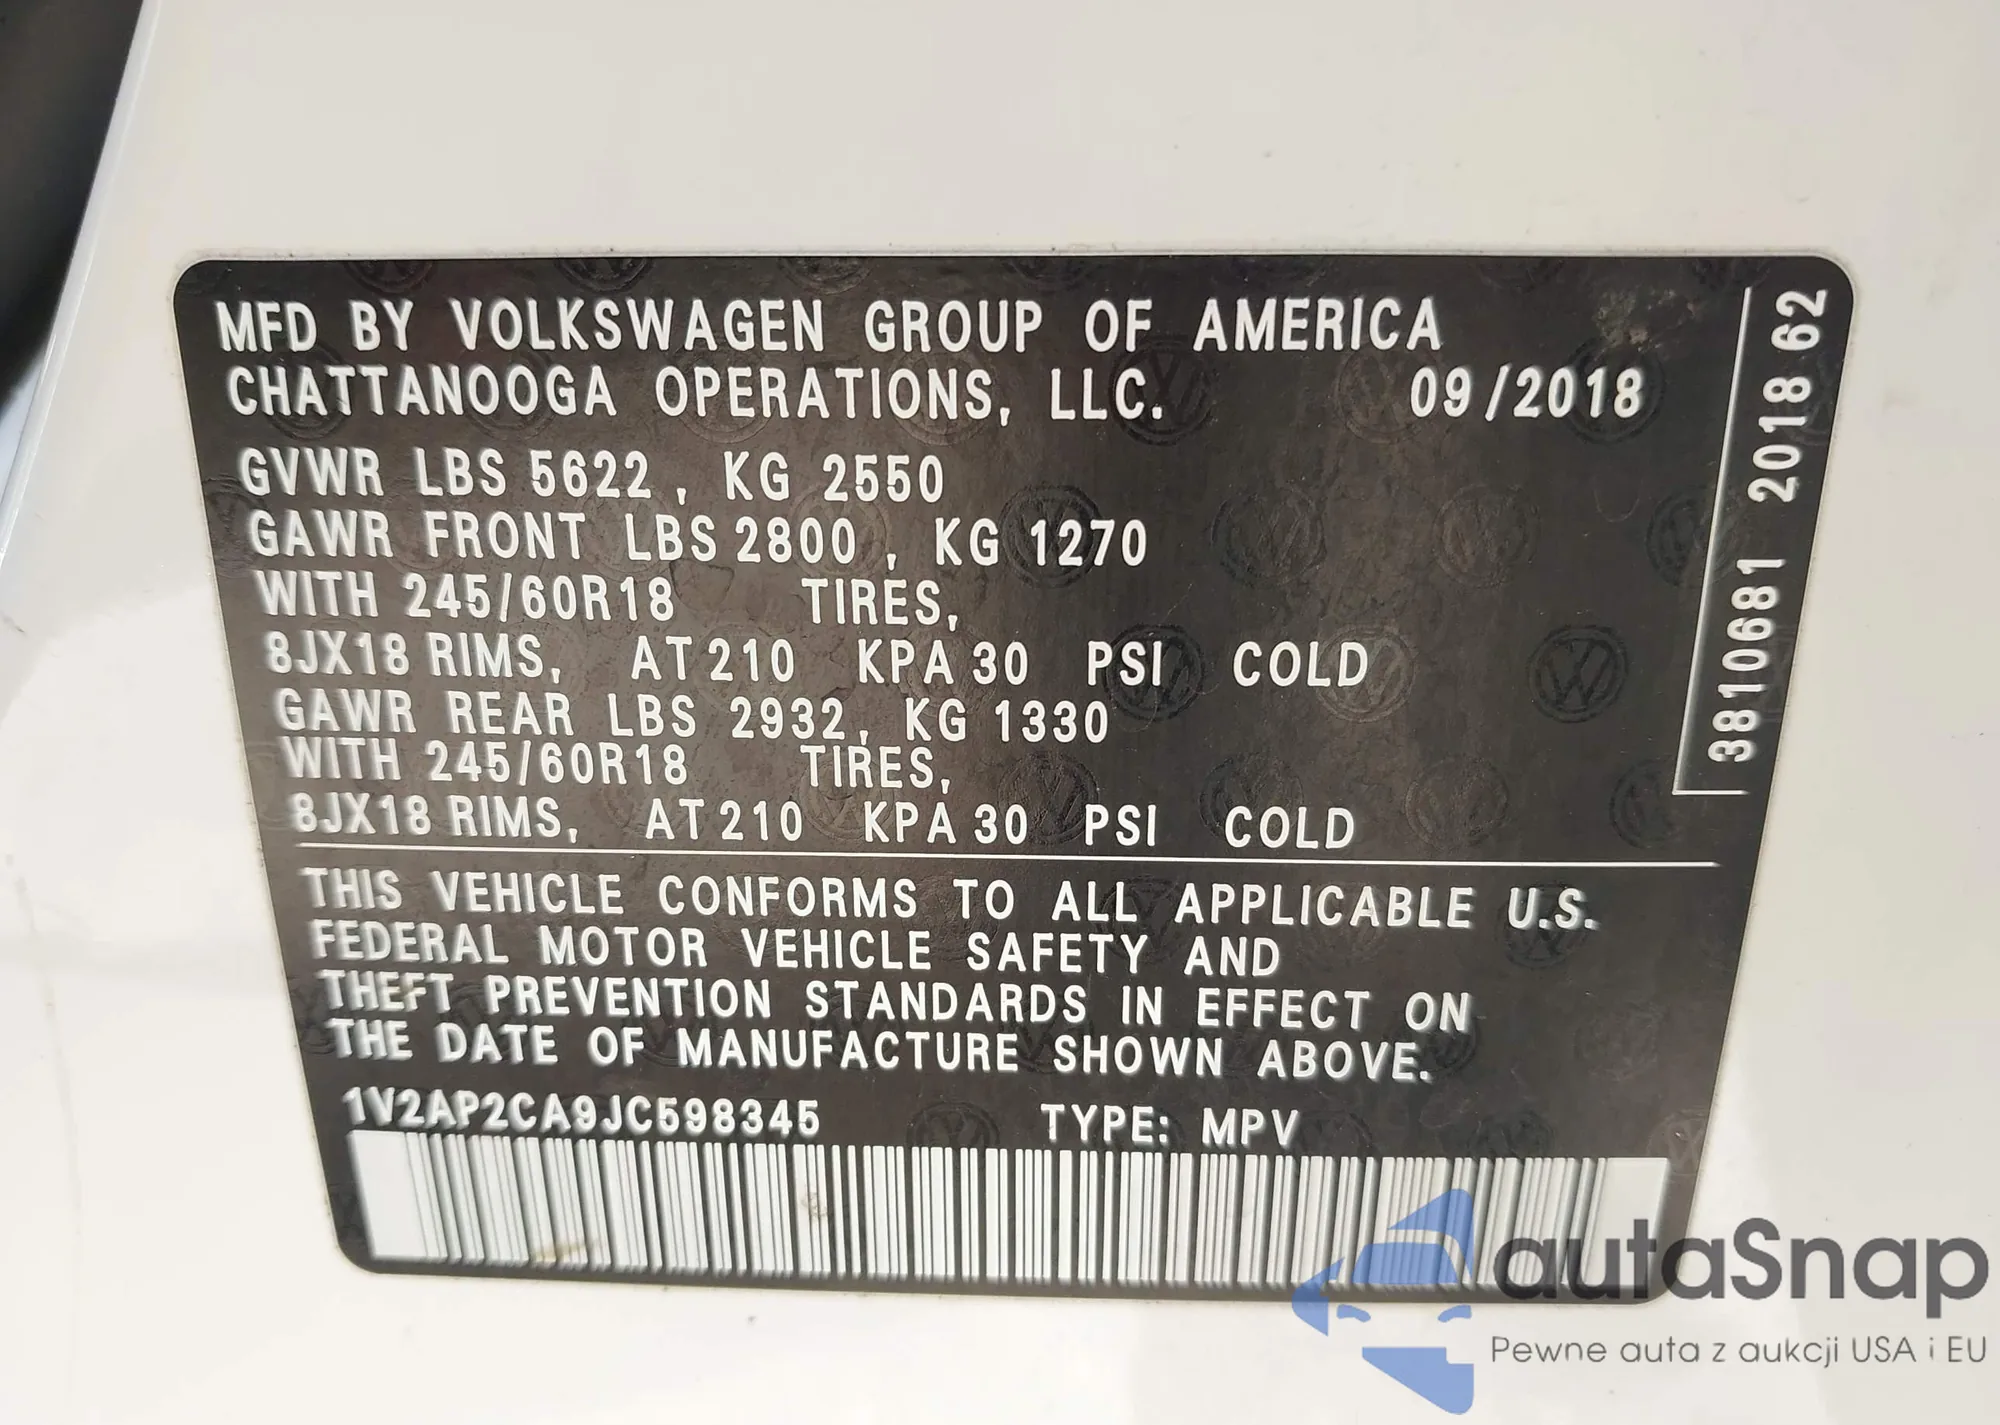 MFD BY VOLKSWAGEN GROUP OF AMERICA
CHATTANOOGA OPERATIONS, LLC. 09/2018
GVWR LBS 5622, KG 2550
GAWR FRONT LBS 2800, KG 1270
WITH 245/60R18 TIRES,
8JX18 RIMS, AT 210 KPA 30 PSI COLD
GAWR REAR LBS 2932, KG 1330
WITH 245/60R18 TIRES,
8JX18 RIMS, AT 210 KPA 30 PSI COLD
THIS VEHICLE CONFORMS TO ALL APPLICABLE U.S.
FEDERAL MOTOR VEHICLE SAFETY AND
THEFT PREVENTION STANDARDS IN EFFECT ON
THE DATE OF MANUFACTURE SHOWN ABOVE.
1V2AP2CA9JC598345 TYPE: MPV
3810681 2018 62
autaSnap
Pewne auta z aukcji USA i EU